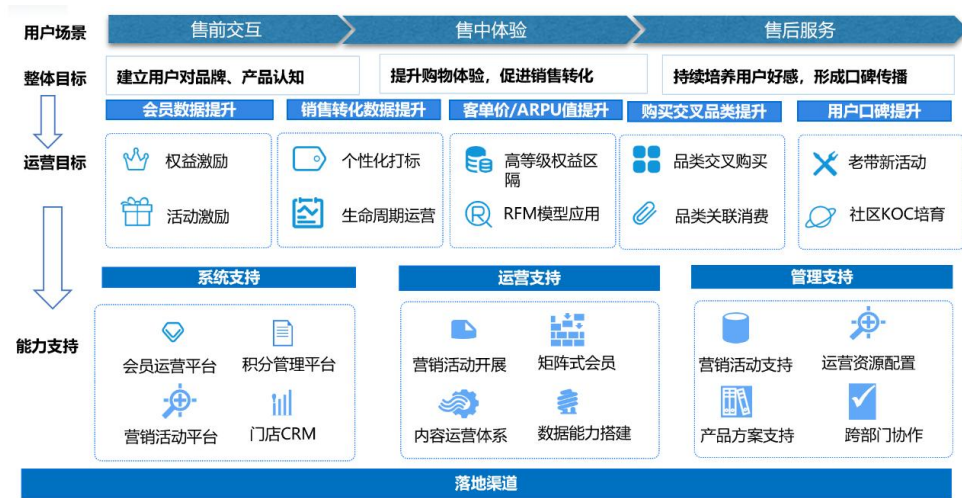 用户场景
售前交互
售中体验
售后服务
整体目标
建立用户对品牌、产品认知
提升购物体验，促进销售转化
持续培养用户好感，形成口碑传播
会员数据提升
销售转化数据提升
客单价/ARPU值提升
购买交叉品类提升
用户口碑提升
运营目标
权益激励
活动激励
个性化打标
生命周期运营
高等级权益区
隔
RFM模型应用
品类交叉购买
品类关联消费
老带新活动
社区KOC培育
系统支持
运营支持
管理支持
能力支持
会员运营平台
积分管理平台
营销活动平台
门店CRM
营销活动开展
矩阵式会员
内容运营体系
数据能力搭建
营销活动支持
运营资源配置
产品方案支持
跨部门协作
落地渠道